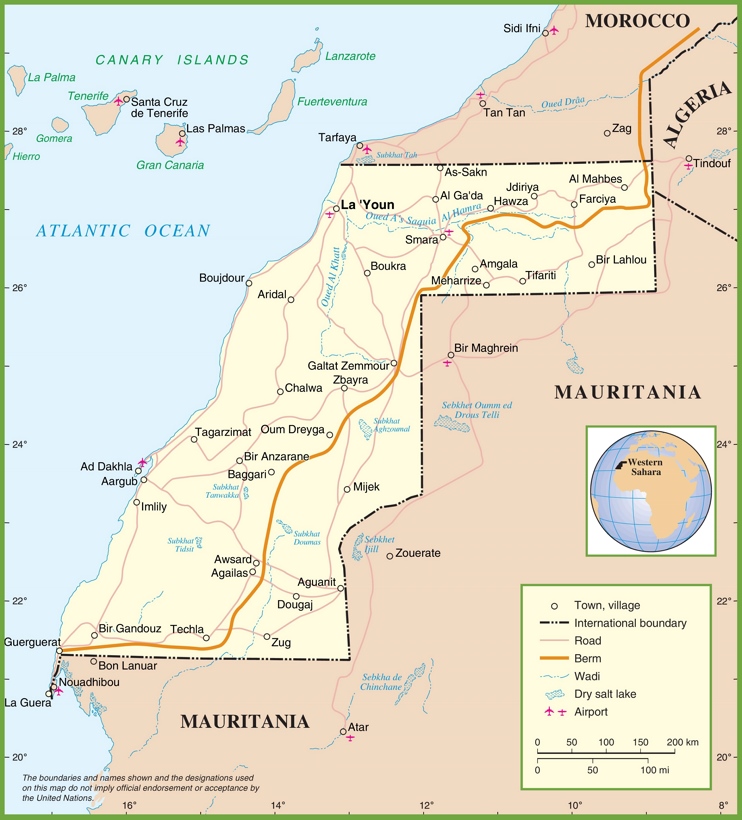 Sidi Ifni
MOROCCO
CANARY ISLANDS
Lanzarote
La Palma
Tenerife
Santa Cruz
de Tenerife
Fuerteventura
Oued Drâa
Tan Tan
ALGERIA
Gomera
Las Palmas
28°
28°
Zag
Tarfaya
Hierro
Gran Canaria
Subkhat Tah
Tindouf
As-Sakn
Al Mahbes
Jdiriya
Al Ga'da
Hawza
Farciya
La 'Youn
Oued A's Saguia Al Hamra
ATLANTIC OCEAN
Smara
Oued Al Khatt
Boukra
Amgala
Bir Lahlou
Boujdour
Meharrize
Tifariti
26°
26°
Aridal
Bir Maghrein
Galtat Zemmour
Zbayra
Chalwa
MAURITANIA
Sebkhet Oumm ed
Drous Telli
Tagarzimat
Oum Dreyga
Subkhat
Aghzoumal
24°
24°
Bir Anzarane
Ad Dakhla
Aargub
Baggari
Western
Sahara
Subkhat
Tanwakka
Mijek
Imlily
Subkhat
Tidsit
Subkhat
Doumas
Sebkhet
Ijill
Zouerate
Awsard
Agailas
Aguanit
Dougaj
22°
22°
Town, village
International boundary
Road
Berm
Wadi
Dry salt lake
Airport
0 50 100 150 200 km
0 50 100 mi
Bir Gandouz
Techla
Zug
Guerguerat
Bon Lanuar
Nouadhibou
La Guera
Sebkha de
Chinchane
MAURITANIA
Atar
20°
20°
The boundaries and names shown and the designations used
on this map do not imply official endorsement or acceptance by
the United Nations.
16°
14°
12°
10°
8°